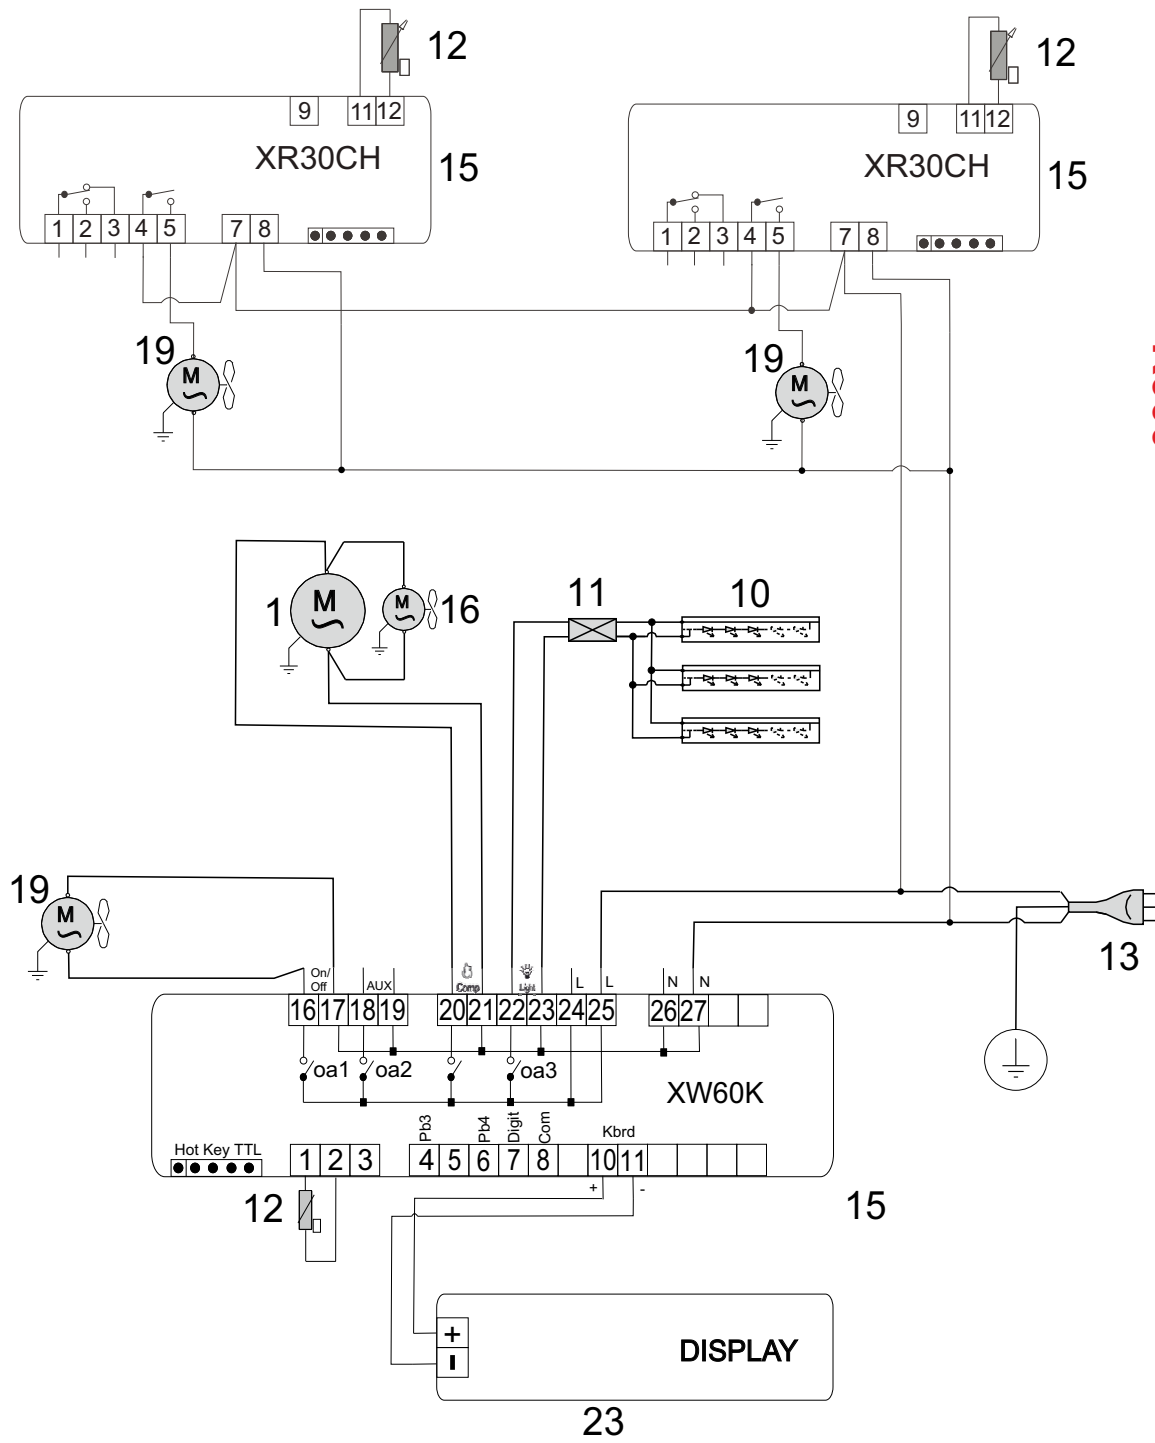 12
12
9 11 12
9 11 12
XR30CH
XR30CH
15
15
1 2 3 4 5 7 8
1 2 3 4 5 7 8
19
M
19
M
1
M
M
16
11
10
19
M
13
On/
Off
AUX
Comp
Light
L
L
N
N
16 17 18 19 20 21 22 23 24 25 26 27
oa1
oa2
oa3
XW60K
Pb3
Pb4
Digit
Com
Kbrd
Hot Key TTL
1 2 3 4 5 6 7 8 10 11
+ -
12
15
+
-
DISPLAY
23